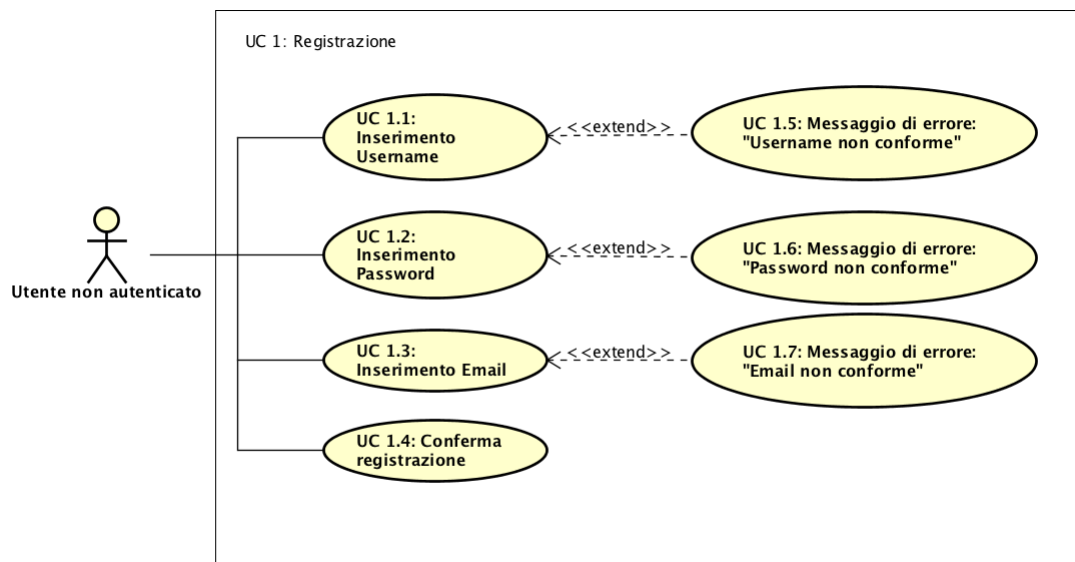 UC 1: Registrazione
UC 1.1:
Inserimento
Username
<<extend>>
UC 1.5: Messaggio di errore:
"Username non conforme"
UC 1.2:
Inserimento
Password
<<extend>>
UC 1.6: Messaggio di errore:
"Password non conforme"
Utente non autenticato
UC 1.3:
Inserimento Email
<<extend>>
UC 1.7: Messaggio di errore:
"Email non conforme"
UC 1.4: Conferma
registrazione